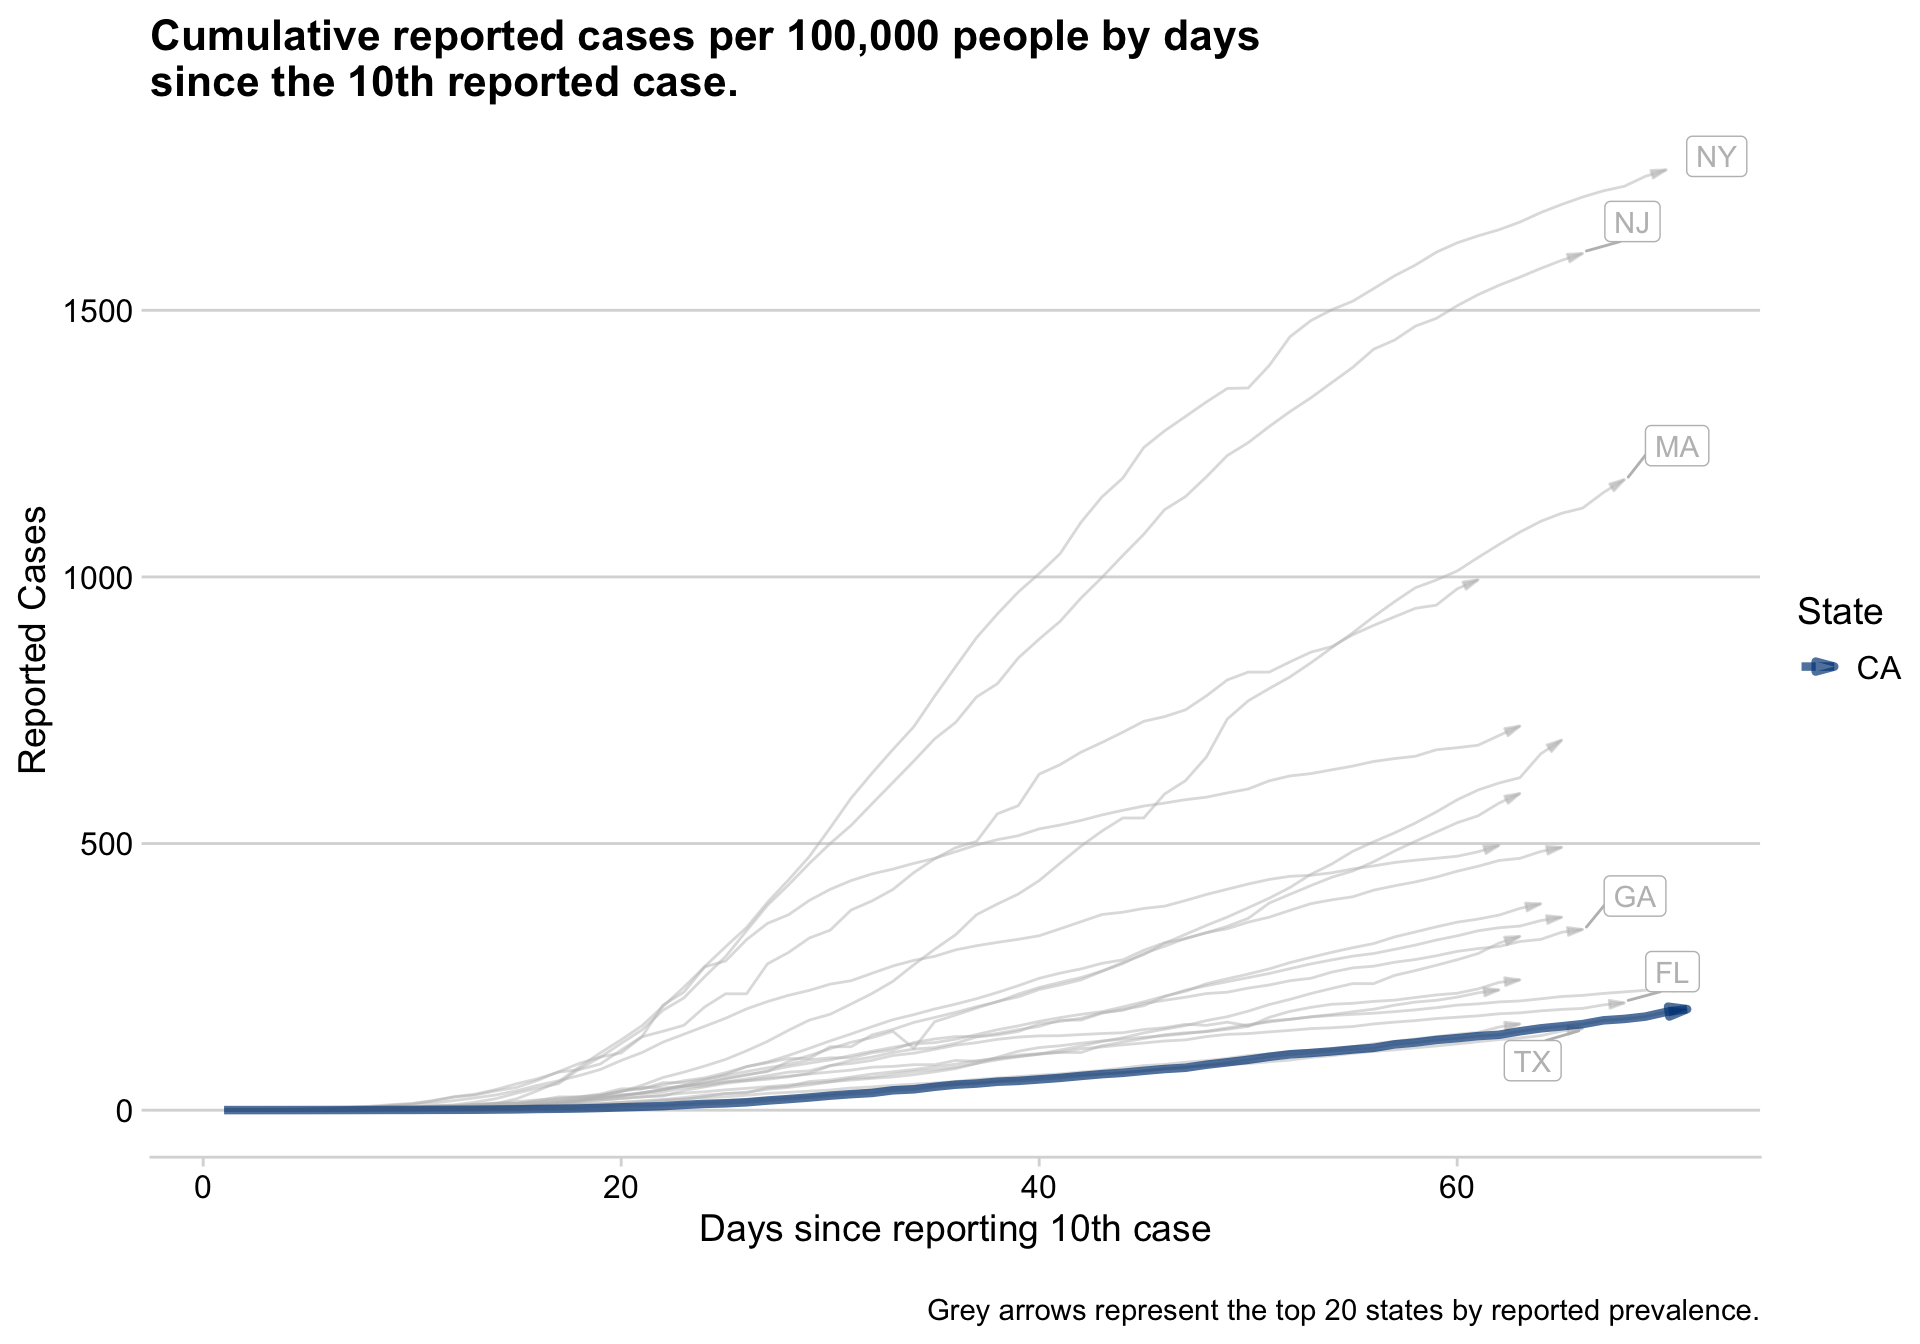 Cumulative reported cases per 100,000 people by days
since the 10th reported case.
NY
NJ
1500
MA
1000
Reported Cases
State
CA
500
GA
FL
TX
0
0 20 40 60
Days since reporting 10th case
Grey arrows represent the top 20 states by reported prevalence.